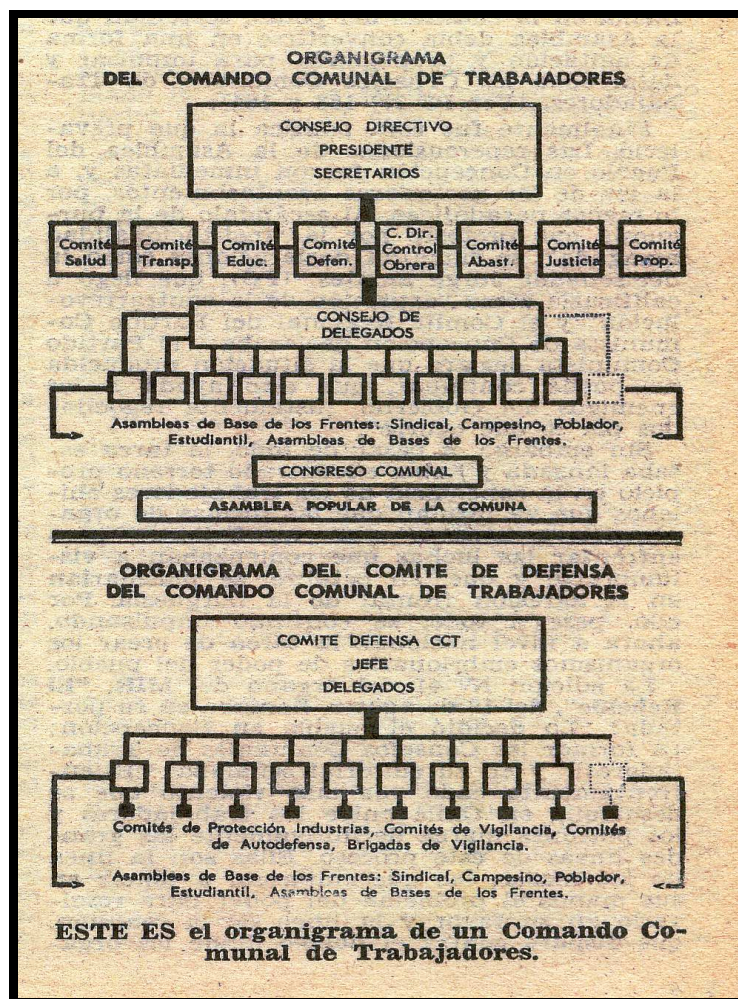 ORGANIGRAMA
DEL COMANDO COMUNAL DE TRABAJADORES
CONSEJO DIRECTIVO
PRESIDENTE
SECRETARIOS
Comité Salud
Comité Transp.
Comité Educ.
Comité Defen.
C. Dir. Control Obrera
Comité Abast.
Comité Justicia
Comité Prop.
CONSEJO DE
DELEGADOS
Asambleas de Base de los Frentes: Sindical, Campesino, Poblador,
Estudiantil, Asambleas de Bases de los Frentes.
CONGRESO COMUNAL
ASAMBLEA POPULAR DE LA COMUNA
ORGANIGRAMA DEL COMITE DE DEFENSA
DEL COMANDO COMUNAL DE TRABAJADORES
COMITE DEFENSA CCT
JEFE
DELEGADOS
Comités de Protección Industrias, Comités de Vigilancia, Comités
de Autodefensa, Brigadas de Vigilancia.
Asambleas de Base de los Frentes: Sindical, Campesino, Poblador,
Estudiantil, Asambleas de Bases de los Frentes.
ESTE ES el organigrama de un Comando Co-
munal de Trabajadores.